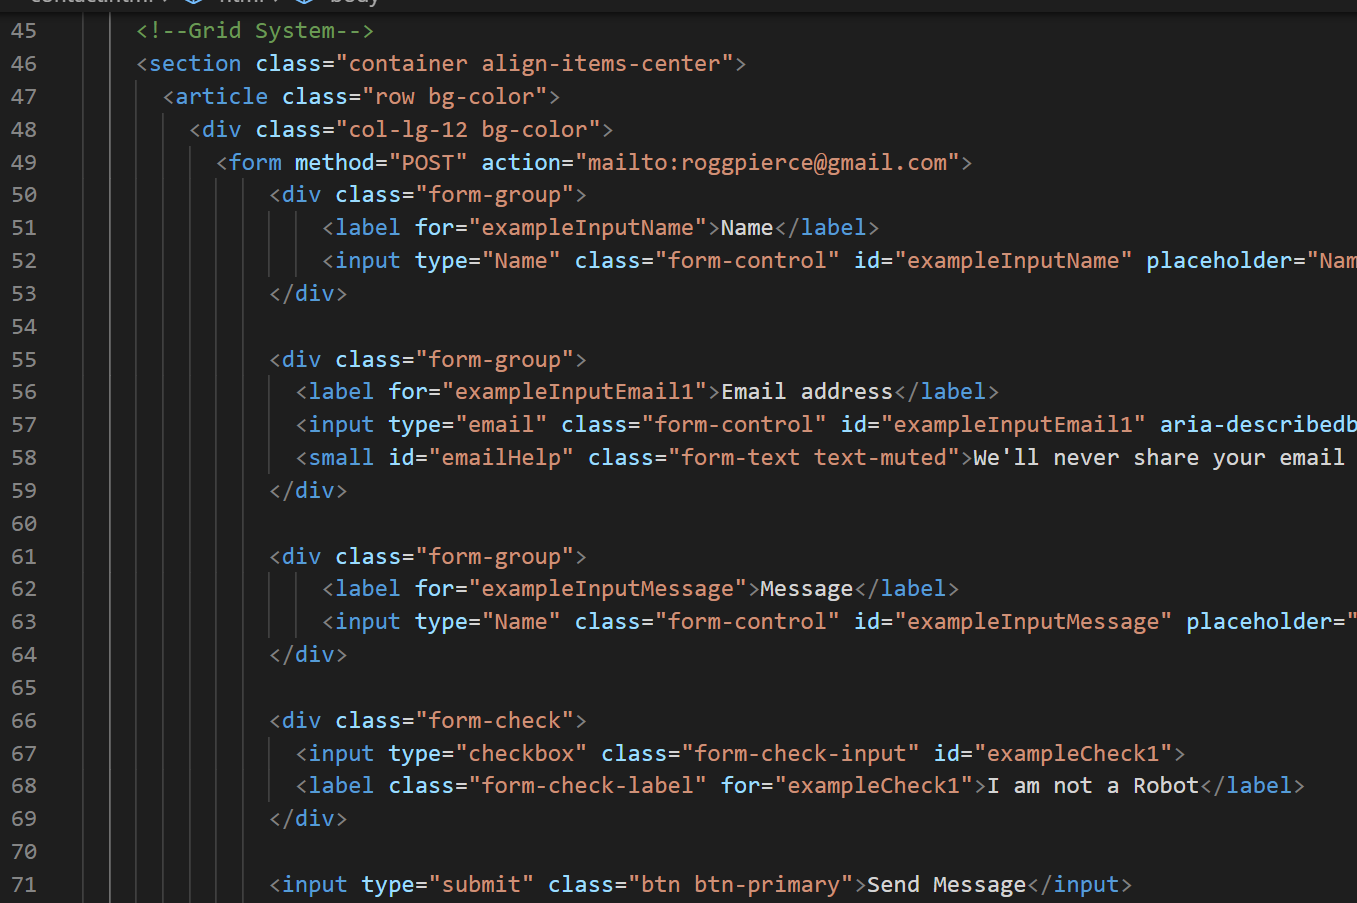 45 <!--Grid System-->
46 <section class="container align-items-center">
47 <article class="row bg-color">
48 <div class="col-lg-12 bg-color">
49 <form method="POST" action="mailto:roggpierce@gmail.com">
50 <div class="form-group">
51 <label for="exampleInputName">Name</label>
52 <input type="Name" class="form-control" id="exampleInputName" placeholder="Nam
53 </div>
54
55 <div class="form-group">
56 <label for="exampleInputEmail1">Email address</label>
57 <input type="email" class="form-control" id="exampleInputEmail1" aria-describedb
58 <small id="emailHelp" class="form-text text-muted">We'll never share your email
59 </div>
60
61 <div class="form-group">
62 <label for="exampleInputMessage">Message</label>
63 <input type="Name" class="form-control" id="exampleInputMessage" placeholder="
64 </div>
65
66 <div class="form-check">
67 <input type="checkbox" class="form-check-input" id="exampleCheck1">
68 <label class="form-check-label" for="exampleCheck1">I am not a Robot</label>
69 </div>
70
71 <input type="submit" class="btn btn-primary">Send Message</input>